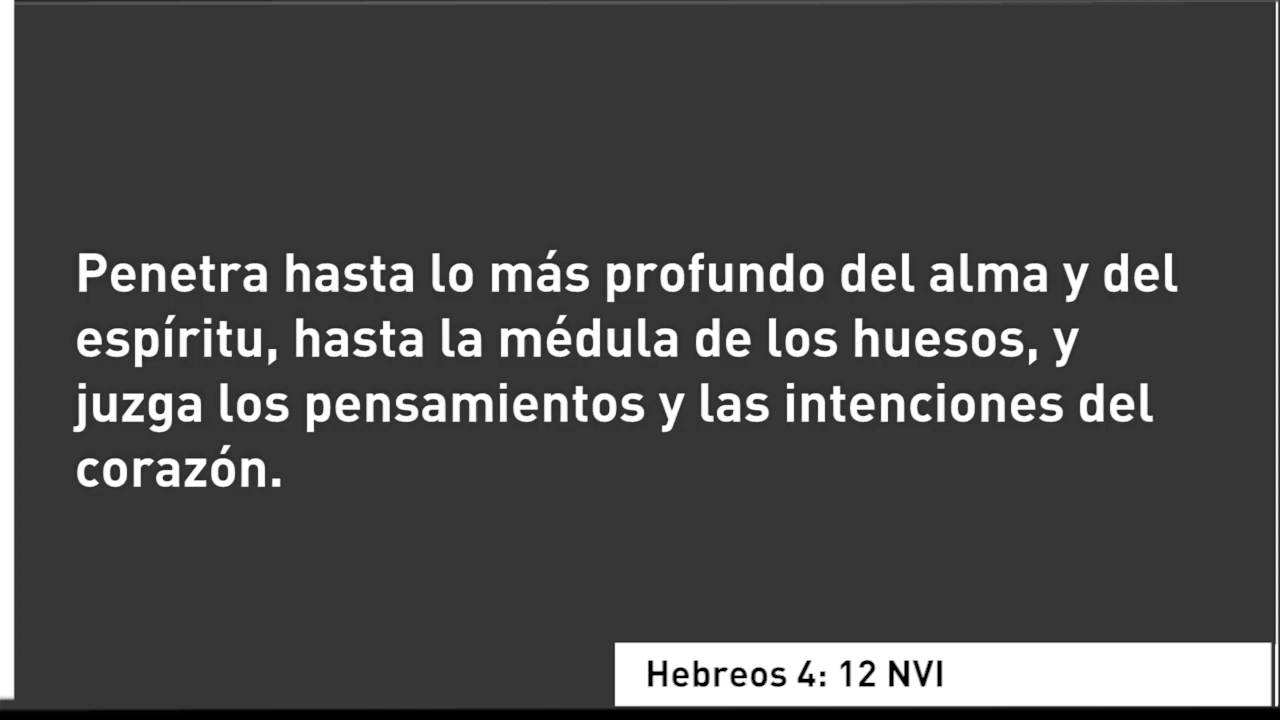 Penetra hasta lo más profundo del alma y del
espíritu, hasta la médula de los huesos, y
juzga los pensamientos y las intenciones del
corazón.
Hebreos 4: 12 NVI